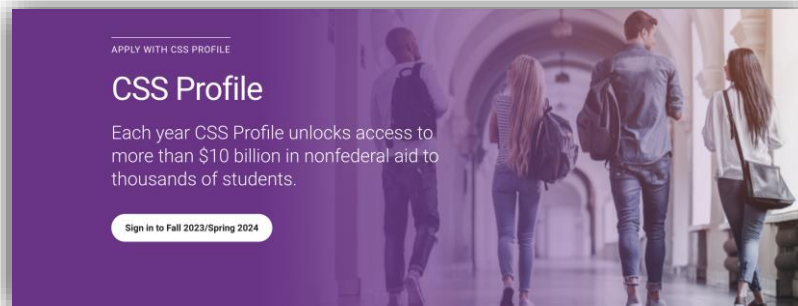 APPLY WITH CSS PROFILE
CSS Profile
Each year CSS Profile unlocks access to
more than $10 billion in nonfederal aid to
thousands of students.
Sign in to Fall 2023/Spring 2024